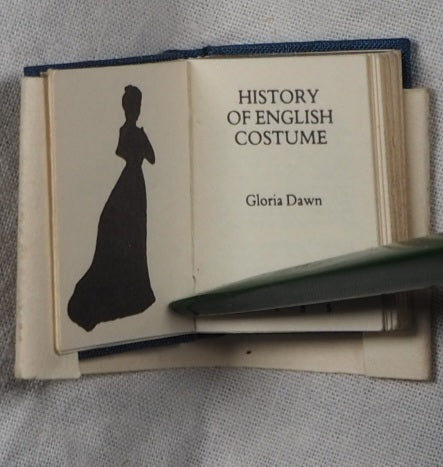 HISTORY
OF ENGLISH
COSTUME
Gloria Dawn